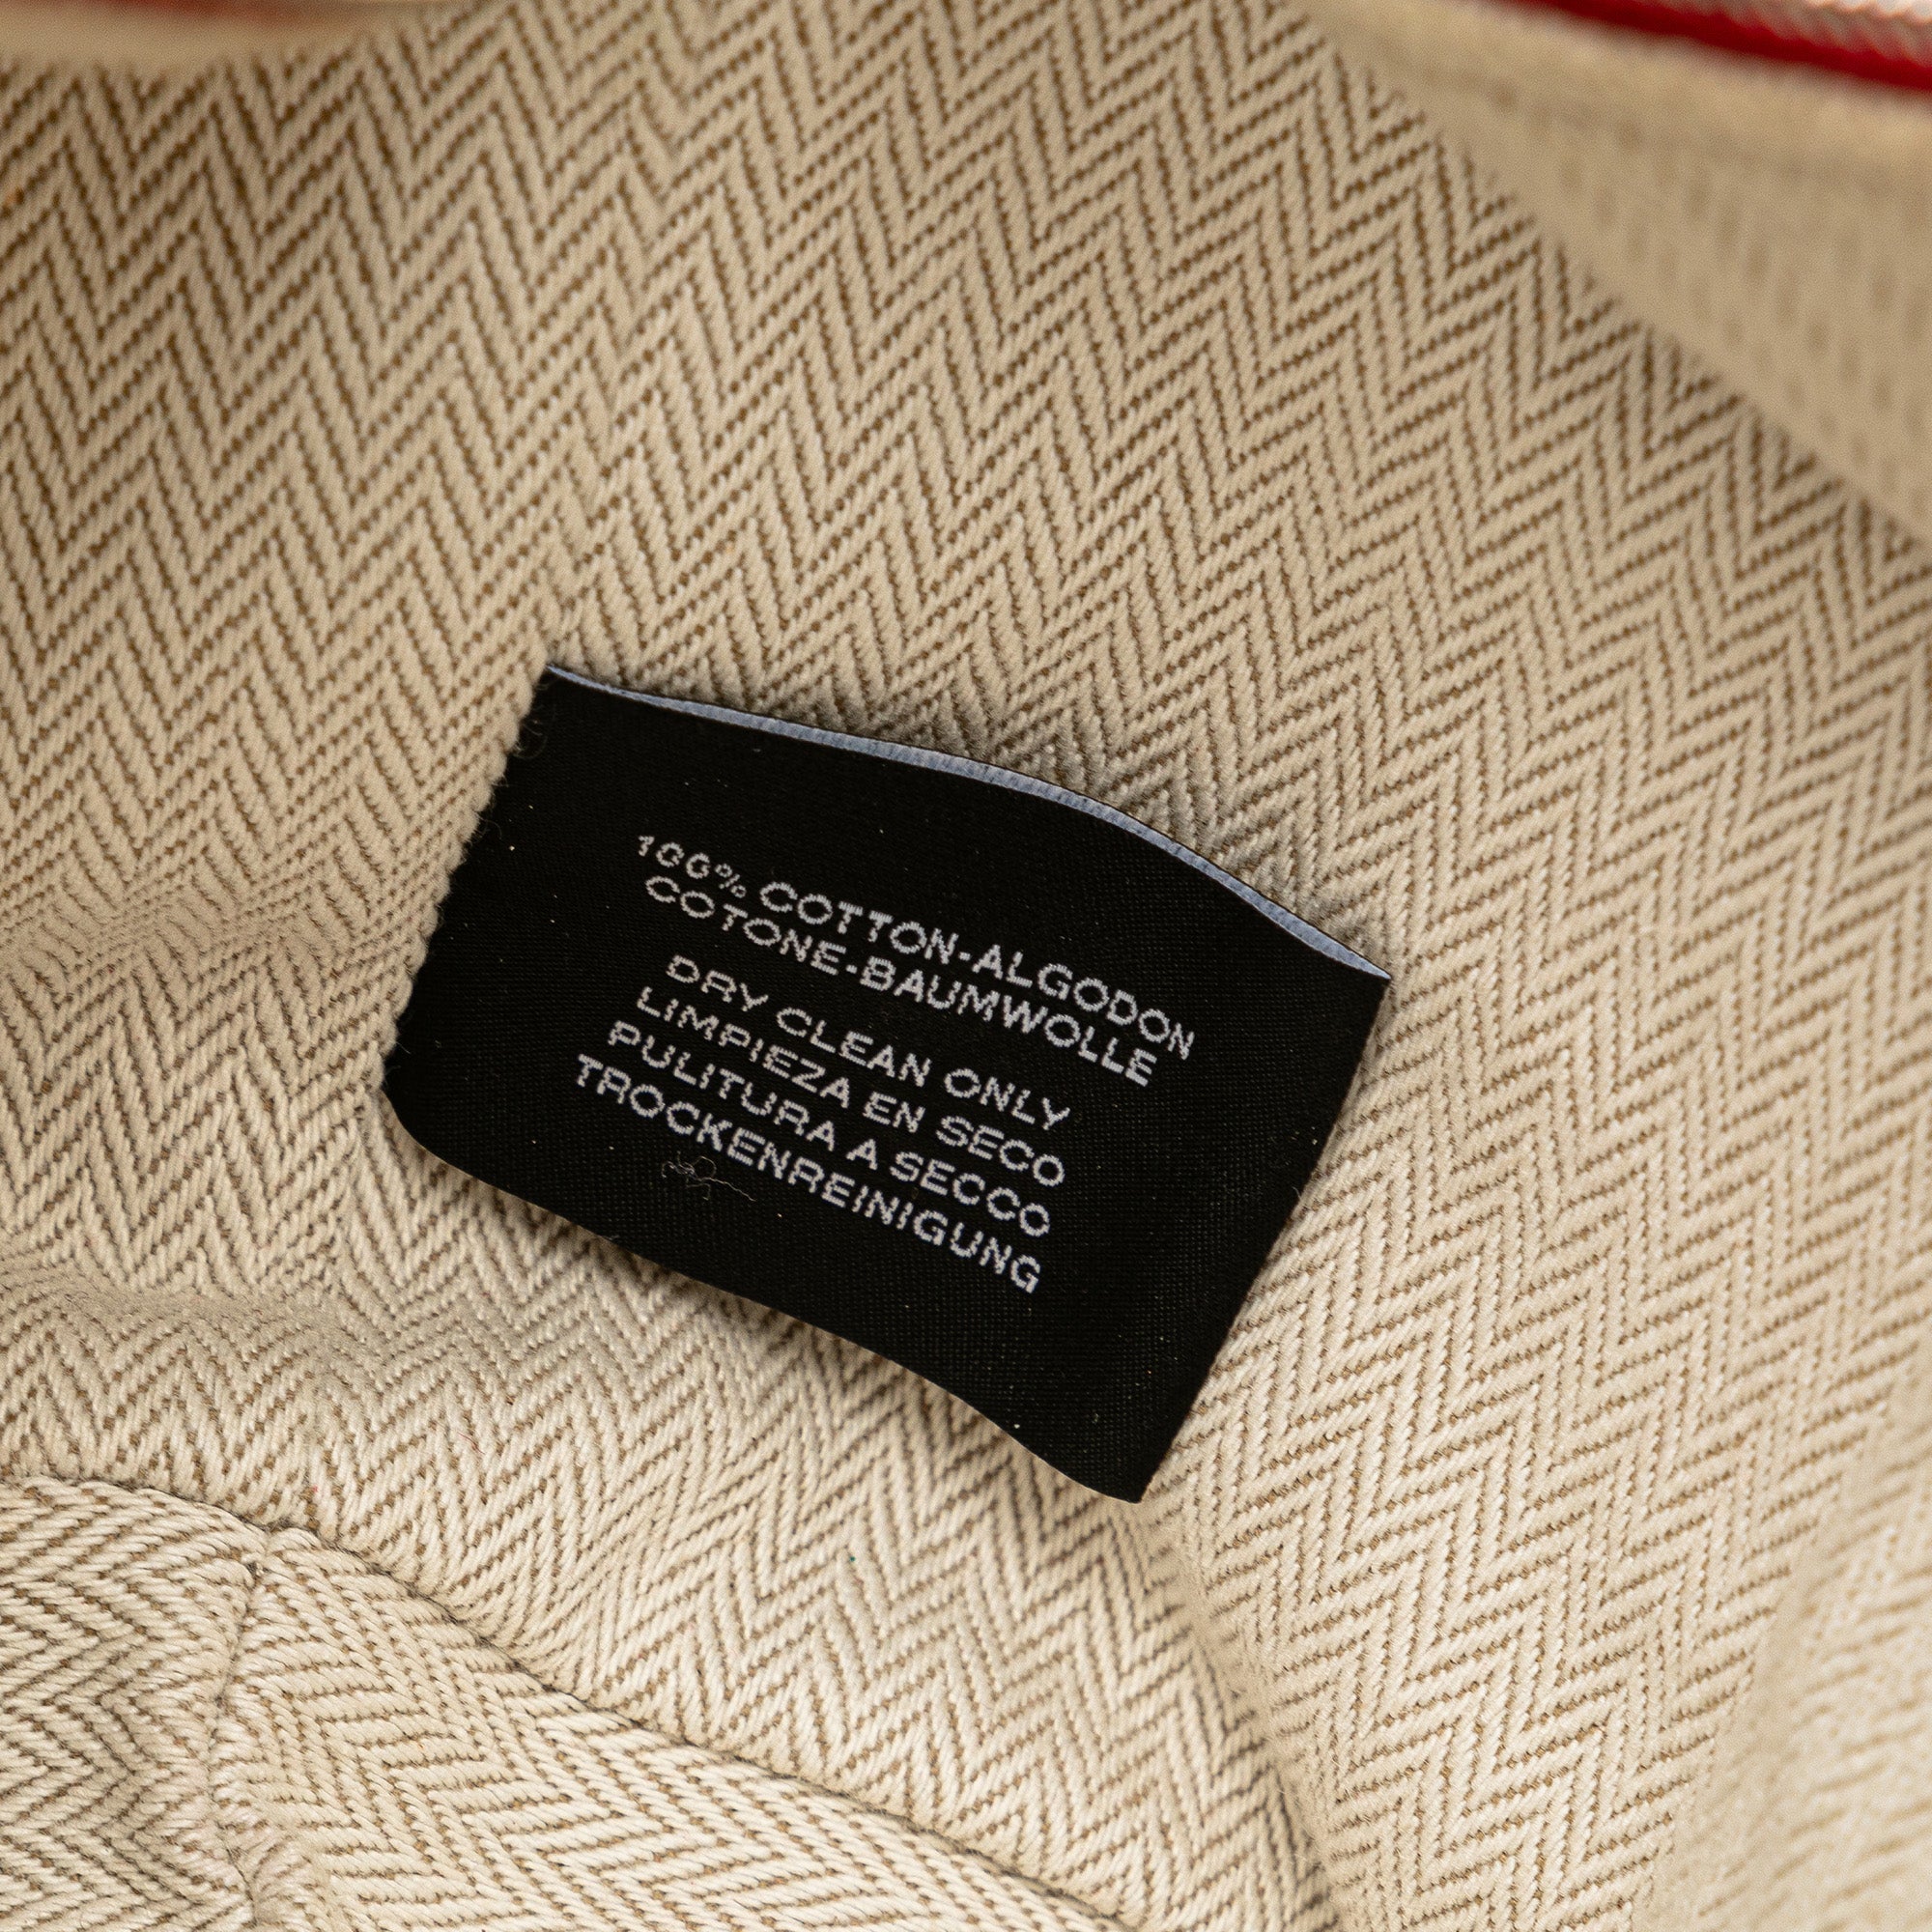 100% COTTON-ALGODON
COTONE-BAUMWOLLE
DRY CLEAN ONLY
LIMPIEZA EN SECO
PULITURA A SECCO
TROCKENREINIGUNG